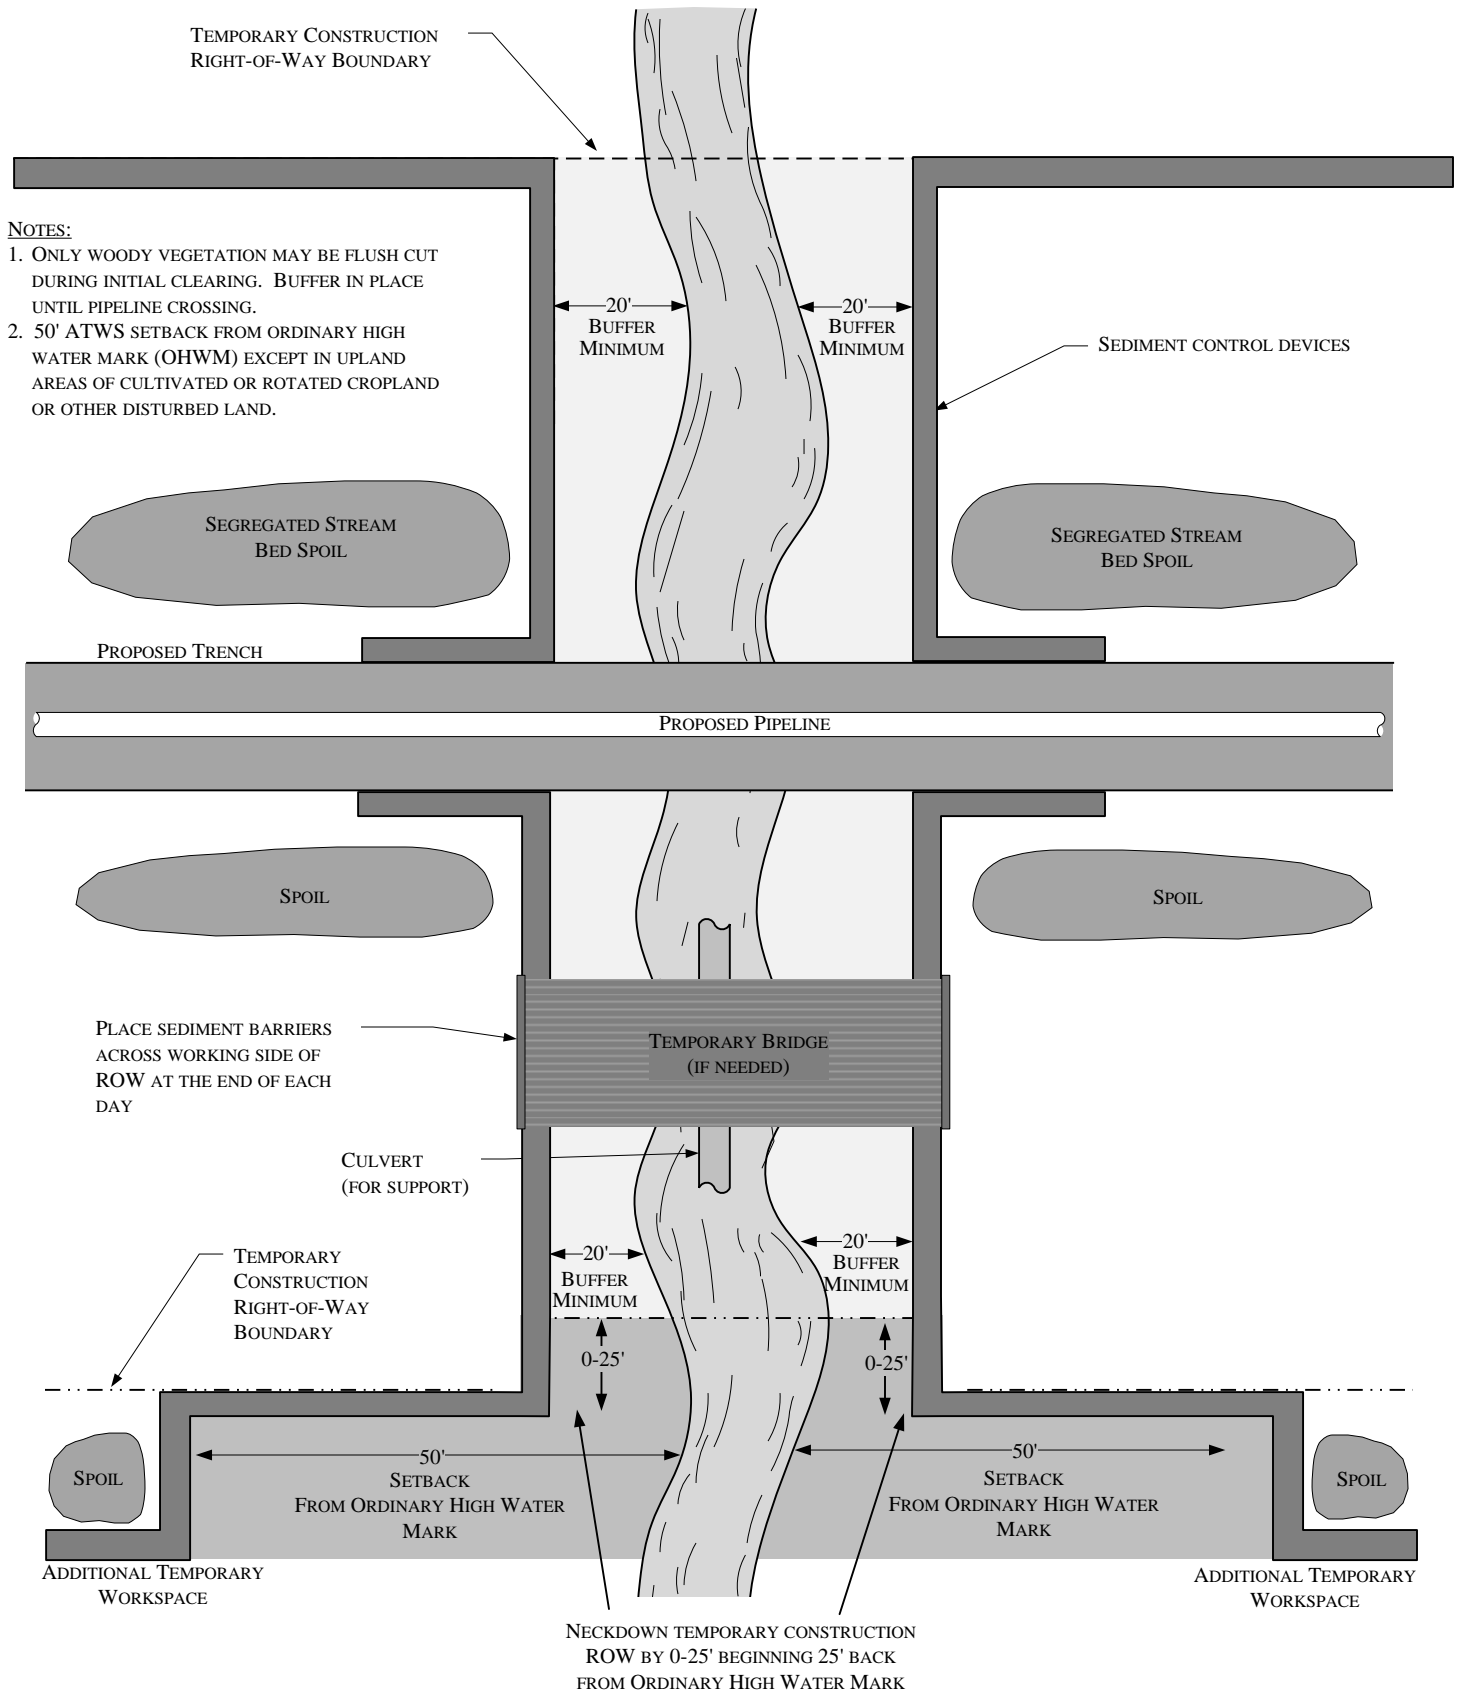 TEMPORARY CONSTRUCTION
RIGHT-OF-WAY BOUNDARY
NOTES:
1. ONLY WOODY VEGETATION MAY BE FLUSH CUT
DURING INITIAL CLEARING. BUFFER IN PLACE
UNTIL PIPELINE CROSSING.
2. 50' ATWS SETBACK FROM ORDINARY HIGH
WATER MARK (OHWM) EXCEPT IN UPLAND
AREAS OF CULTIVATED OR ROTATED CROPLAND
OR OTHER DISTURBED LAND.
20'
BUFFER
MINIMUM
20'
BUFFER
MINIMUM
SEDIMENT CONTROL DEVICES
SEGREGATED STREAM
BED SPOIL
SEGREGATED STREAM
BED SPOIL
PROPOSED TRENCH
PROPOSED PIPELINE
SPOIL
SPOIL
PLACE SEDIMENT BARRIERS
ACROSS WORKING SIDE OF
ROW AT THE END OF EACH
DAY
TEMPORARY BRIDGE
(IF NEEDED)
CULVERT
(FOR SUPPORT)
TEMPORARY
CONSTRUCTION
RIGHT-OF-WAY
BOUNDARY
20'
BUFFER
MINIMUM
20'
BUFFER
MINIMUM
0-25'
0-25'
50'
SETBACK
FROM ORDINARY HIGH WATER
MARK
50'
SETBACK
FROM ORDINARY HIGH WATER
MARK
SPOIL
SPOIL
ADDITIONAL TEMPORARY
WORKSPACE
ADDITIONAL TEMPORARY
WORKSPACE
NECKDOWN TEMPORARY CONSTRUCTION
ROW BY 0-25' BEGINNING 25' BACK
FROM ORDINARY HIGH WATER MARK